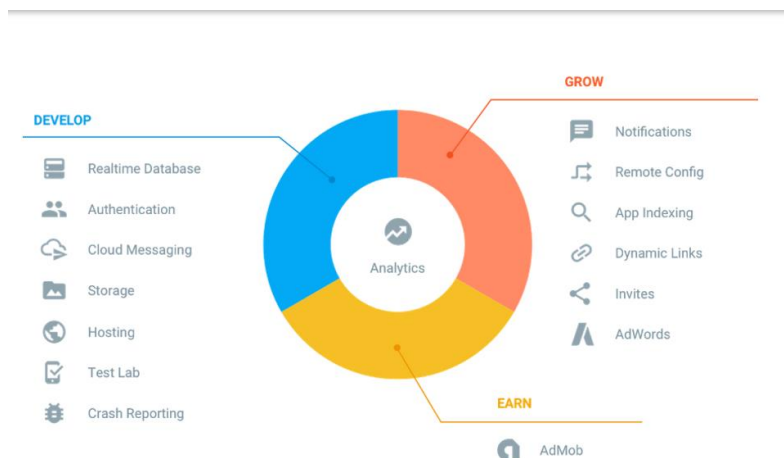 DEVELOP
Realtime Database
Authentication
Cloud Messaging
Storage
Hosting
Test Lab
Crash Reporting
Analytics
GROW
Notifications
Remote Config
App Indexing
Dynamic Links
Invites
AdWords
EARN
AdMob